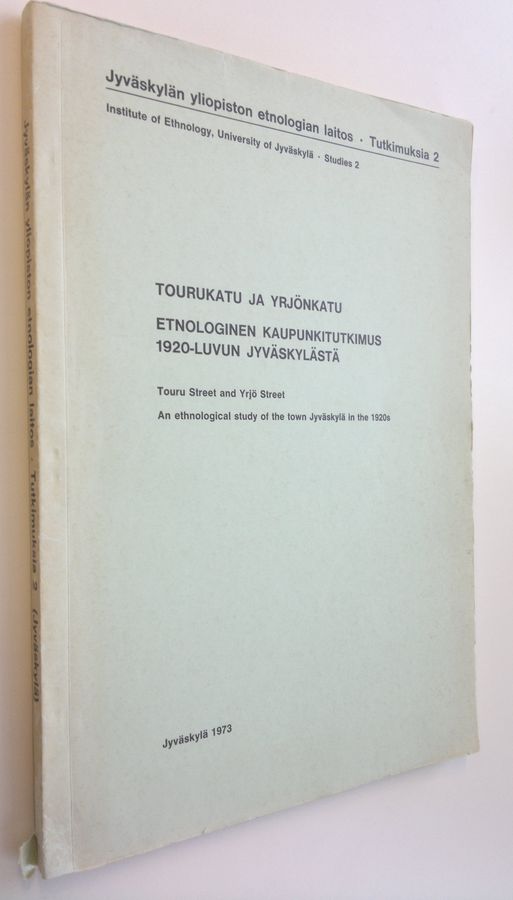 Jyväskylän yliopiston etnologian laitos · Tutkimuksia 2
Institute of Ethnology, University of Jyväskylä · Studies 2
TOURUKATU JA YRJÖNKATU
ETNOLOGINEN KAUPUNKITUTKIMUS
1920-LUVUN JYVÄSKYLÄSTÄ
Touru Street and Yrjö Street
An ethnological study of the town Jyväskylä in the 1920s
Jyväskylä 1973
Jyväskylän yliopiston etnologian laitos · Tutkimuksia 2 (Jyväskylä)